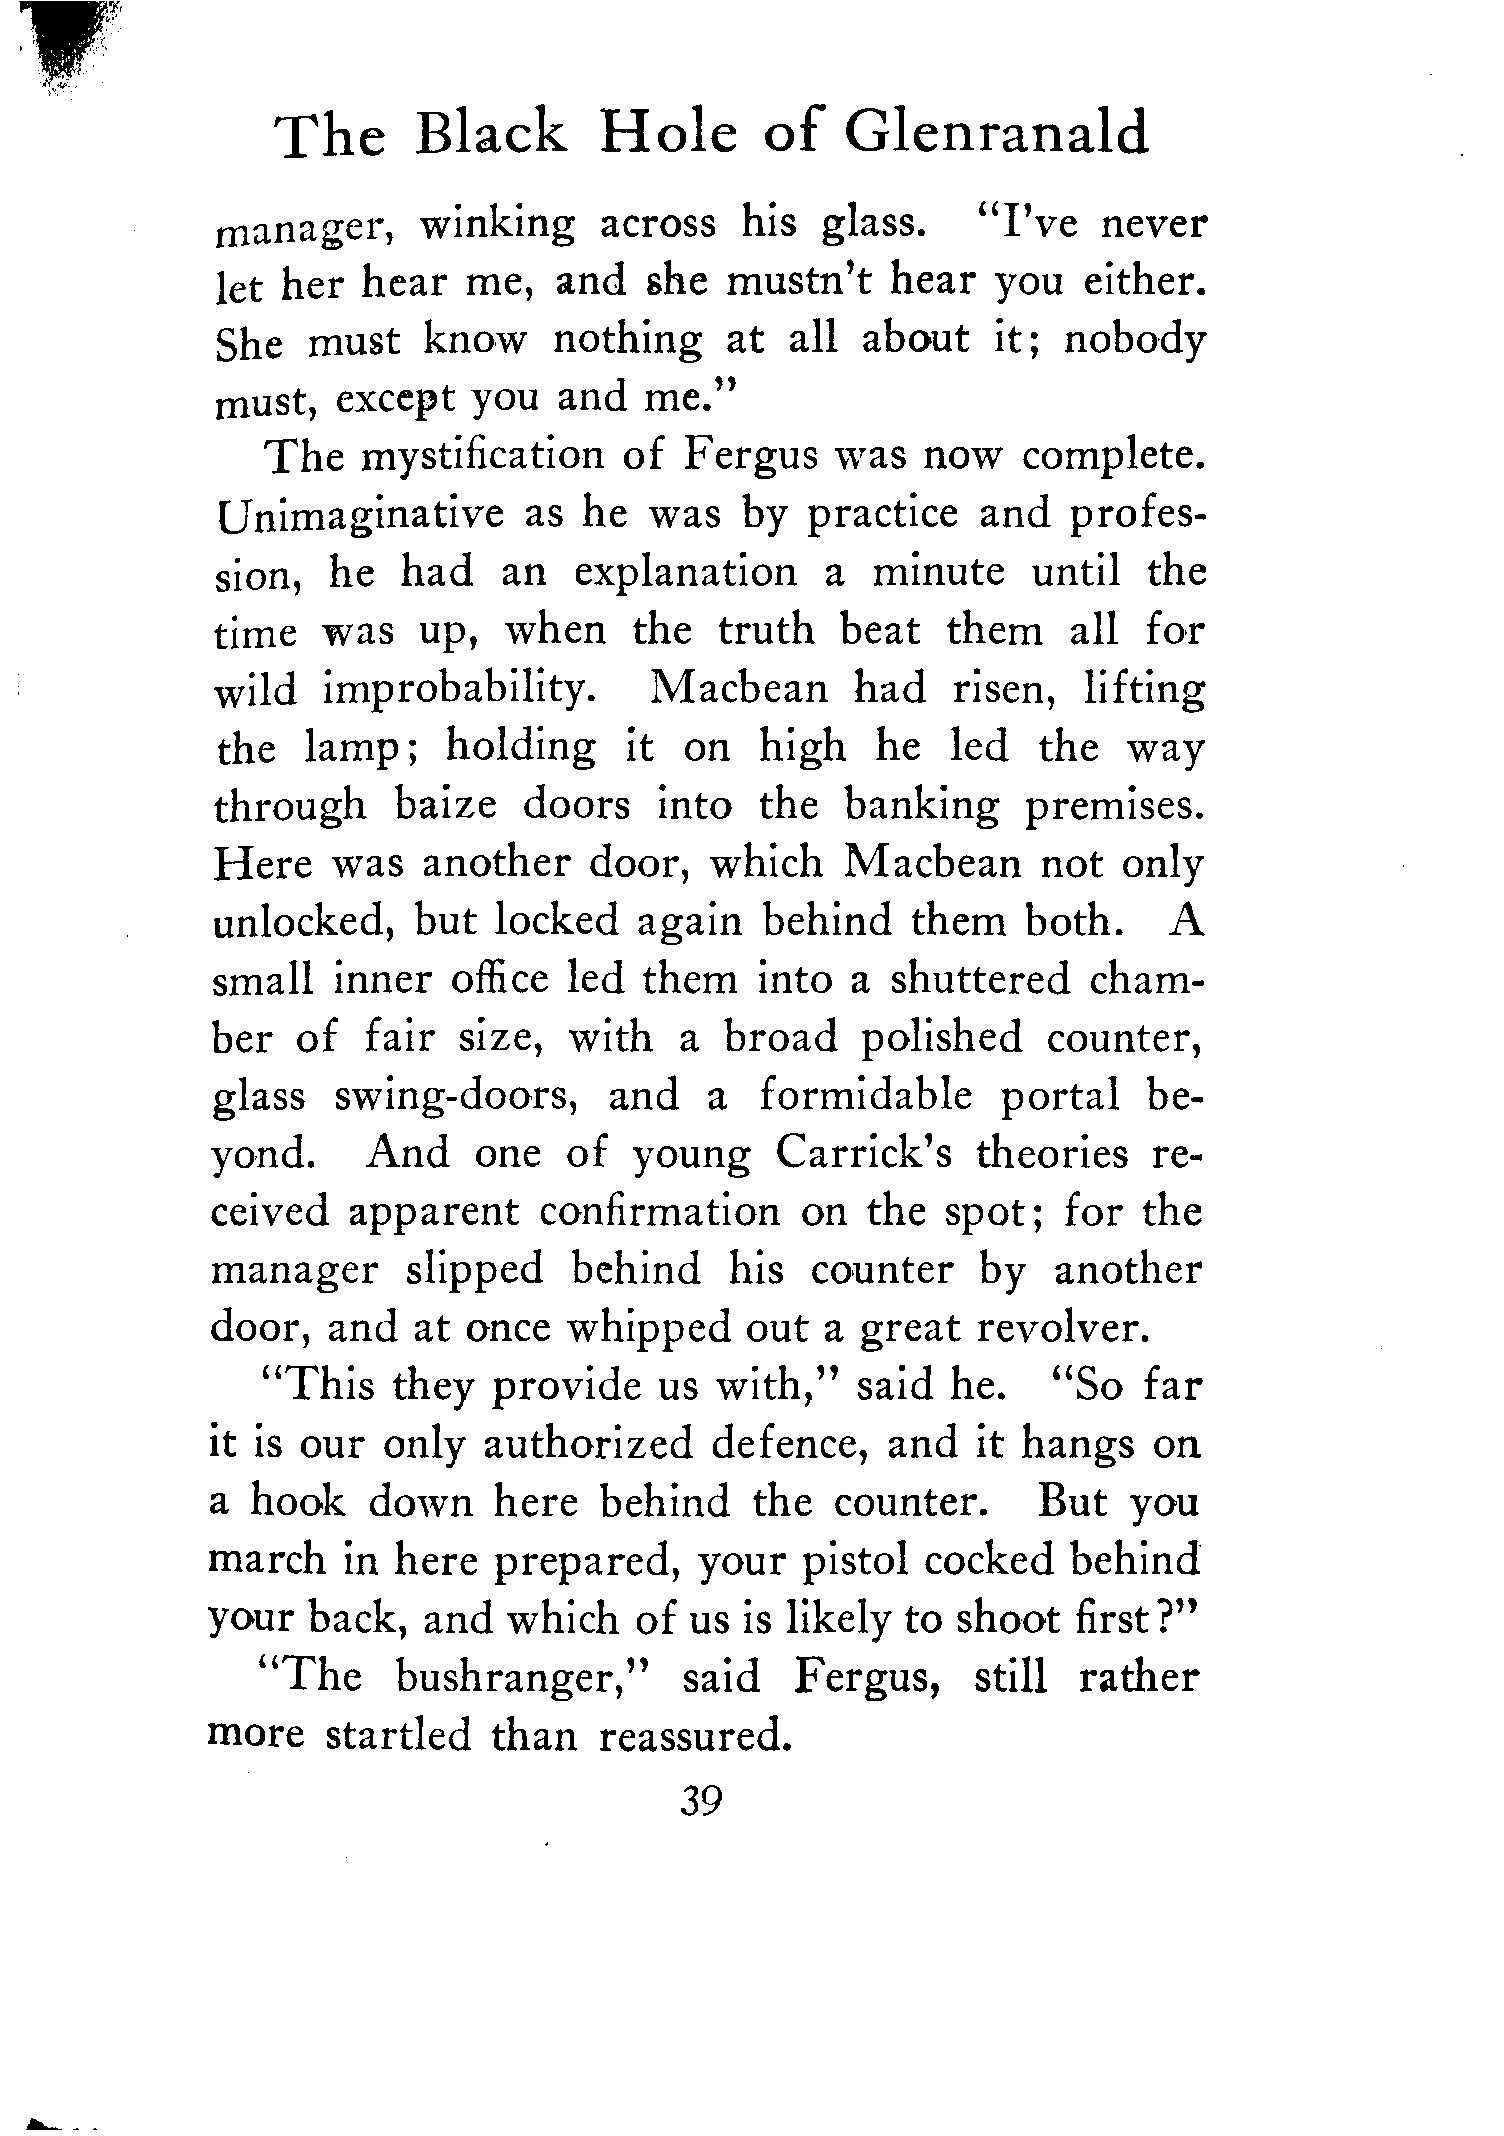 The Black Hole of Glenranald
manager, winking across his glass. "I've never
let her hear me, and she mustn't hear you either.
She must know nothing at all about it; nobody
must, except you and me."
The mystification of Fergus was now complete.
Unimaginative as he was by practice and profes-
sion, he had an explanation a minute until the
time was up, when the truth beat them all for
wild improbability. Macbean had risen, lifting
the lamp; holding it on high he led the way
through baize doors into the banking premises.
Here was another door, which Macbean not only
unlocked, but locked again behind them both. A
small inner office led them into a shuttered cham-
ber of fair size, with a broad polished counter,
glass swing-doors, and a formidable portal be-
yond. And one of young Carrick's theories re-
ceived apparent confirmation on the spot; for the
manager slipped behind his counter by another
door, and at once whipped out a great revolver.
"This they provide us with," said he. "So far
it is our only authorized defence, and it hangs on
a hook down here behind the counter. But you
march in here prepared, your pistol cocked behind
your back, and which of us is likely to shoot first?"
"The bushranger," said Fergus, still rather
more startled than reassured.
39